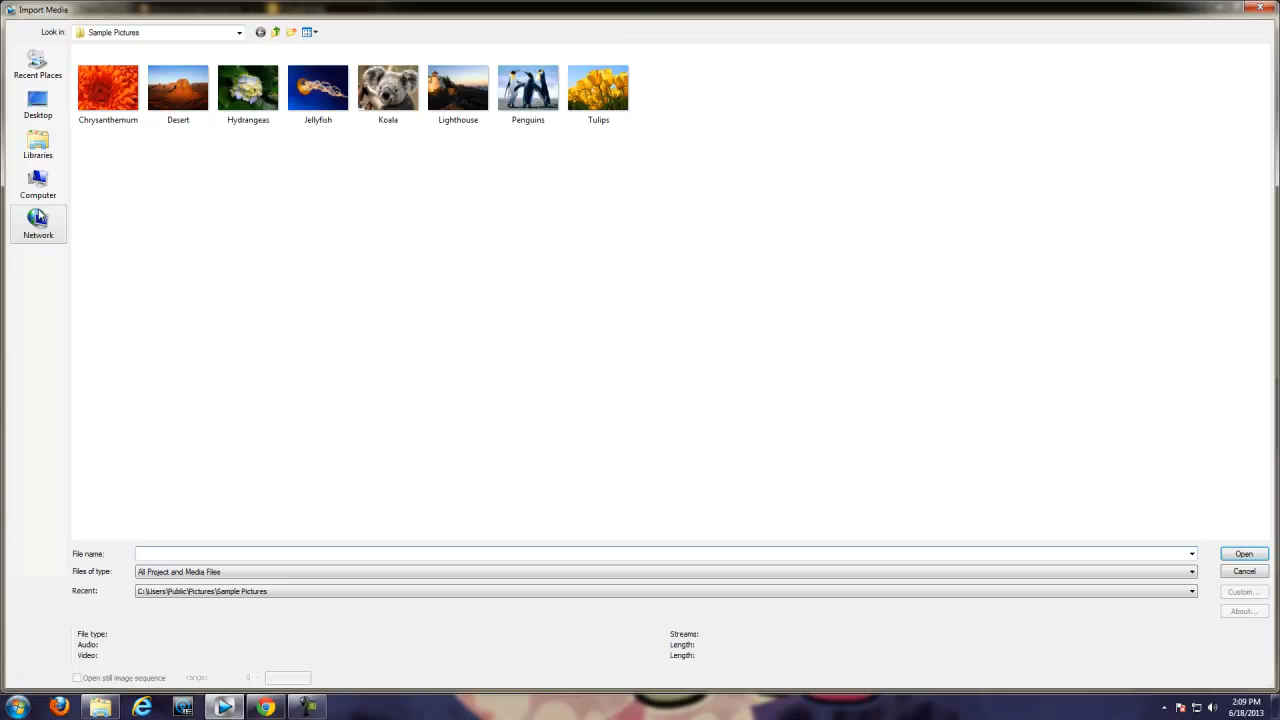 Import Media
Look in:
Sample Pictures
Recent Places
Desktop
Libraries
Computer
Network
Chrysanthemum
Desert
Hydrangeas
Jellyfish
Koala
Lighthouse
Penguins
Tulips
File name:
Open
Files of type:
All Project and Media Files
Cancel
Recent:
C:\Users\Public\Pictures\Sample Pictures
Custom...
About...
File type:
Audio:
Video:
Streams:
Length:
Length:
Open still image sequence
range:
0 -
2:09 PM
6/18/2013